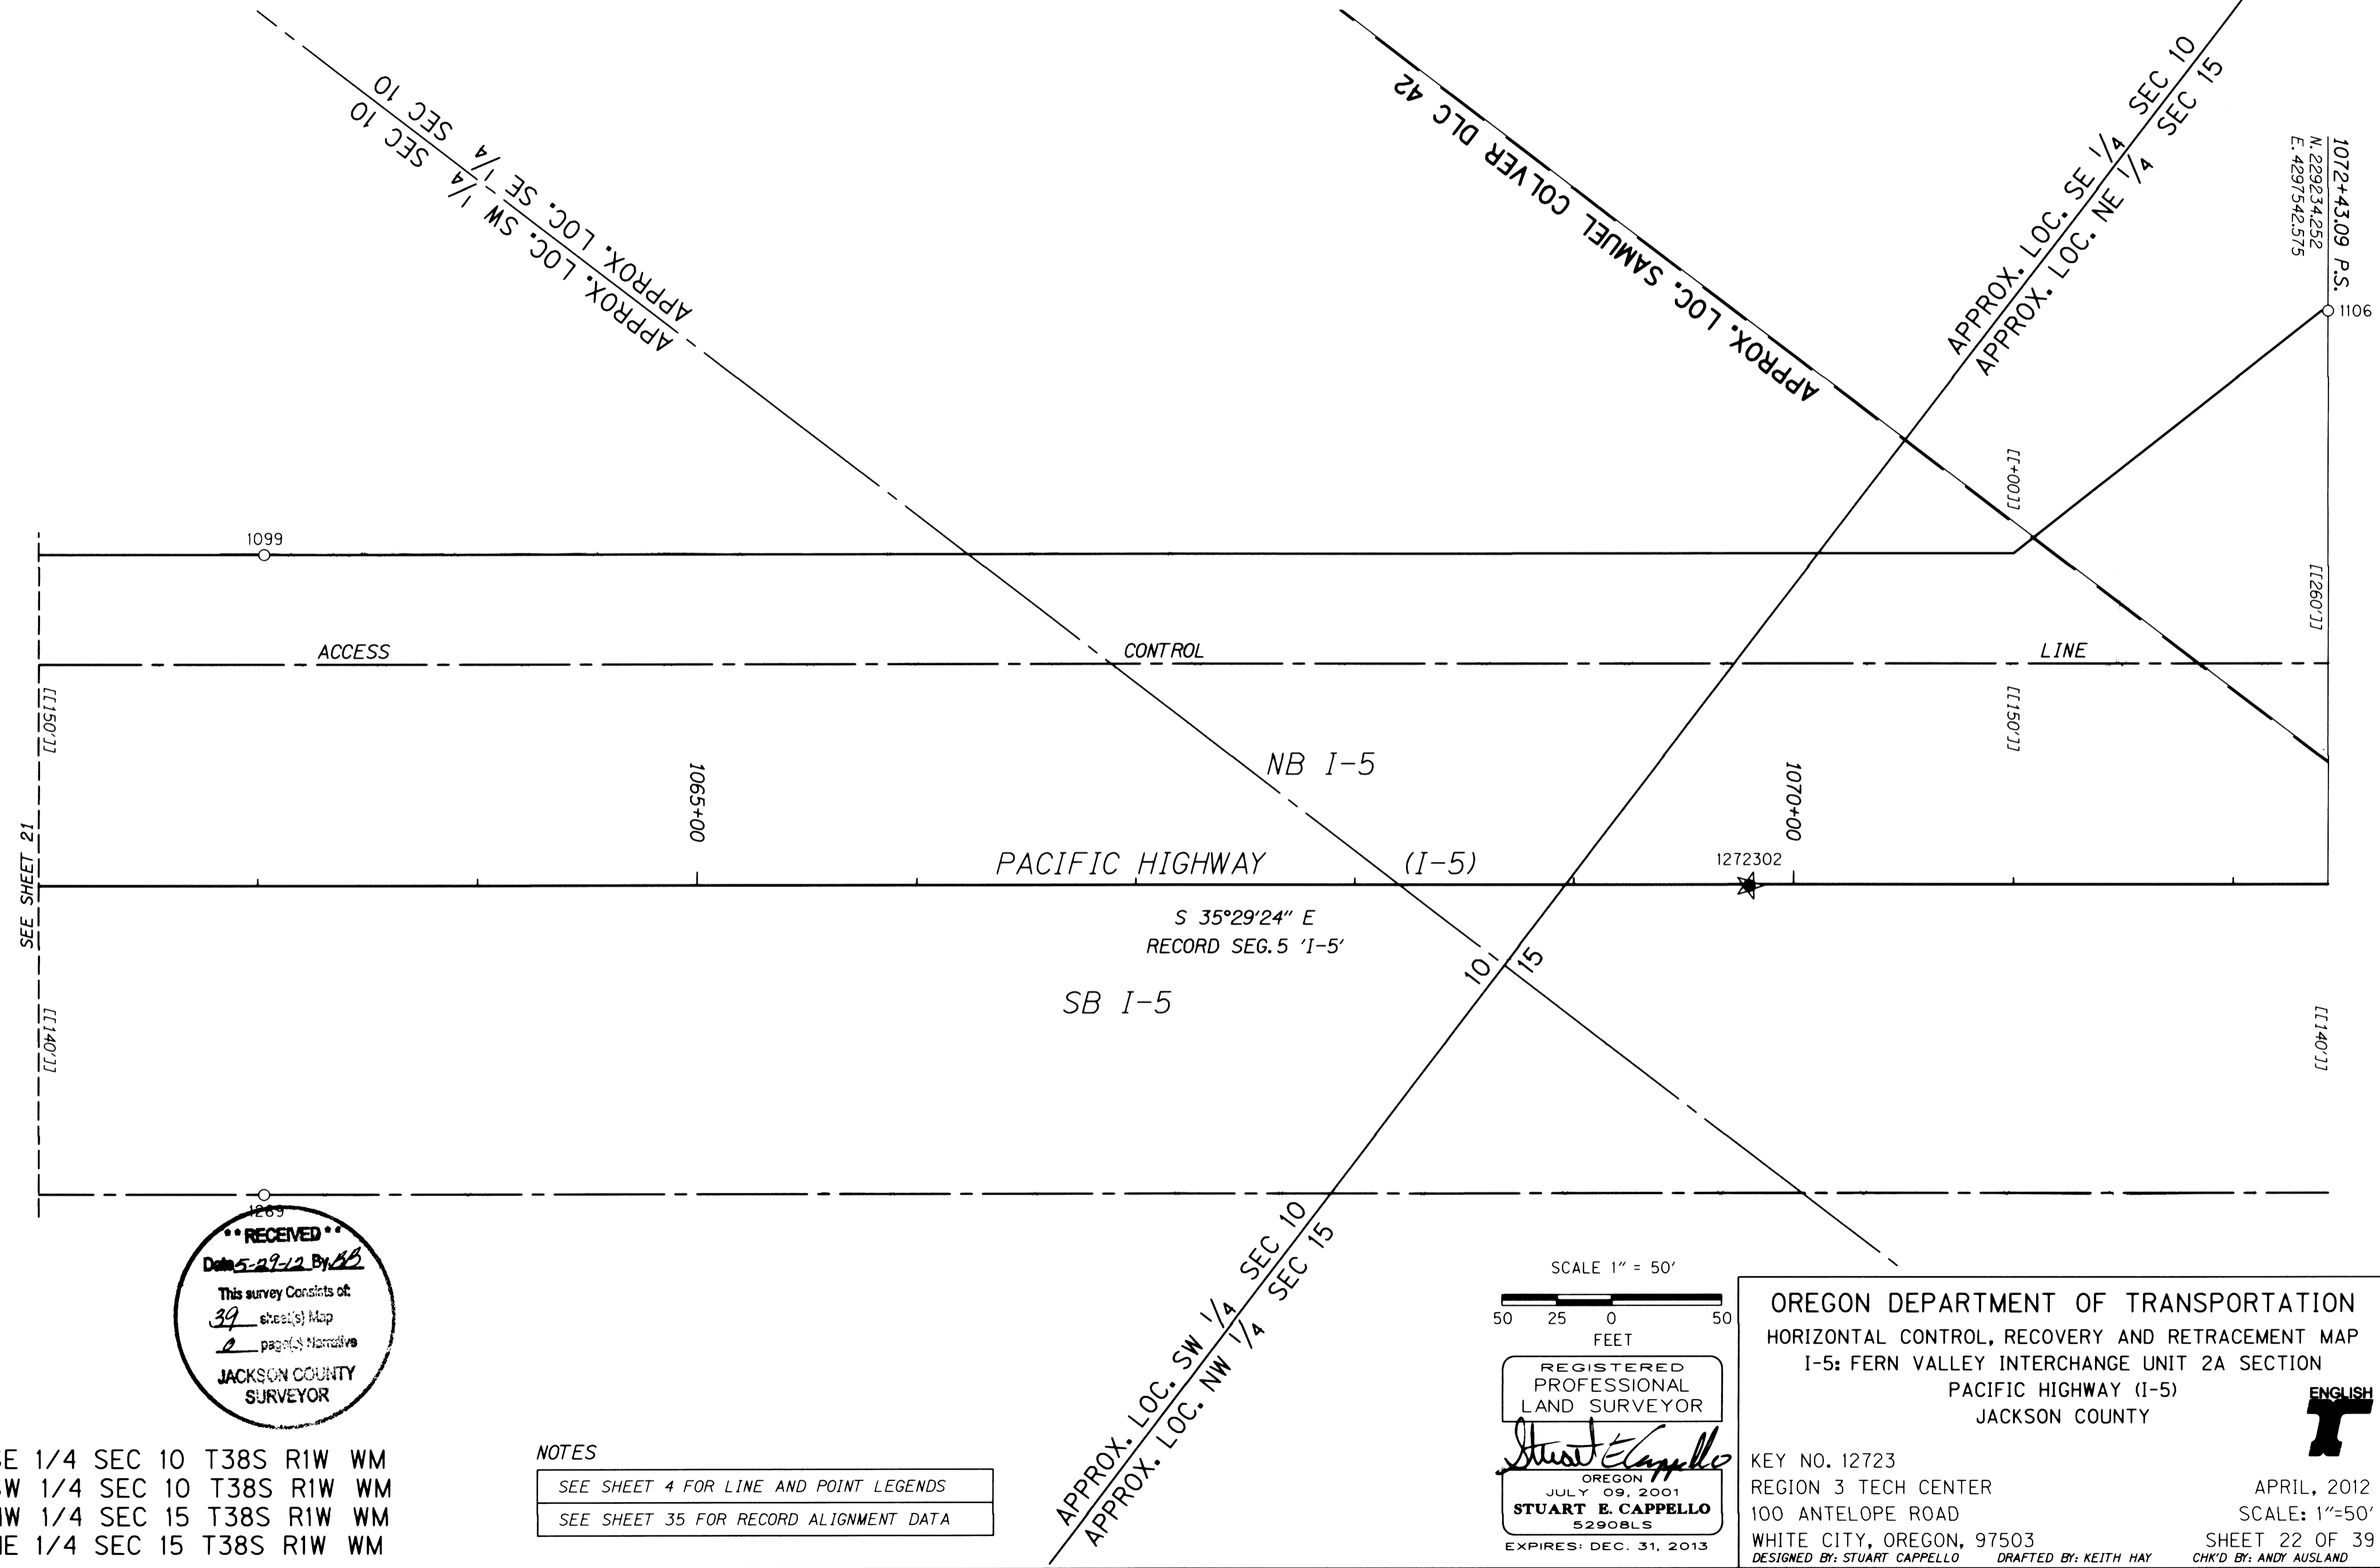 APPROX. LOC. SW 1/4 SEC 10
APPROX. LOC. SE 1/4 SEC 10
APPROX. LOC. SAMUEL COLVER DLC 42
APPROX. LOC. SE 1/4 SEC 10
APPROX. LOC. NE 1/4 SEC 15
1072+43.09 P.S.
N. 229234.252
E. 4297542.575
1106
1099
[[+00]]
[[260']]
ACCESS CONTROL LINE
[[150']]
[[150']]
NB I-5
1065+00
1070+00
SEE SHEET 21
PACIFIC HIGHWAY (I-5)
1272302
S 35°29'24" E
RECORD SEG.5 'I-5'
10 15
SB I-5
[[140']]
[[140']]
1289
** RECEIVED **
Date 5-29-12 By BB
This survey Consists of:
39 sheet(s) Map
0 page(s) Narrative
JACKSON COUNTY
SURVEYOR
APPROX. LOC. SW 1/4 SEC 10
APPROX. LOC. NW 1/4 SEC 15
E 1/4 SEC 10 T38S R1W WM
W 1/4 SEC 10 T38S R1W WM
W 1/4 SEC 15 T38S R1W WM
E 1/4 SEC 15 T38S R1W WM
NOTES
SEE SHEET 4 FOR LINE AND POINT LEGENDS
SEE SHEET 35 FOR RECORD ALIGNMENT DATA
SCALE 1" = 50'
50 25 0 50
FEET
REGISTERED
PROFESSIONAL
LAND SURVEYOR
Stuart E Cappello
OREGON
JULY 09, 2001
STUART E. CAPPELLO
52908LS
EXPIRES: DEC. 31, 2013
OREGON DEPARTMENT OF TRANSPORTATION
HORIZONTAL CONTROL, RECOVERY AND RETRACEMENT MAP
I-5: FERN VALLEY INTERCHANGE UNIT 2A SECTION
PACIFIC HIGHWAY (I-5)
JACKSON COUNTY
ENGLISH
KEY NO. 12723
REGION 3 TECH CENTER
100 ANTELOPE ROAD
WHITE CITY, OREGON, 97503
APRIL, 2012
SCALE: 1"=50'
SHEET 22 OF 39
DESIGNED BY: STUART CAPPELLO DRAFTED BY: KEITH HAY CHK'D BY: ANDY AUSLAND